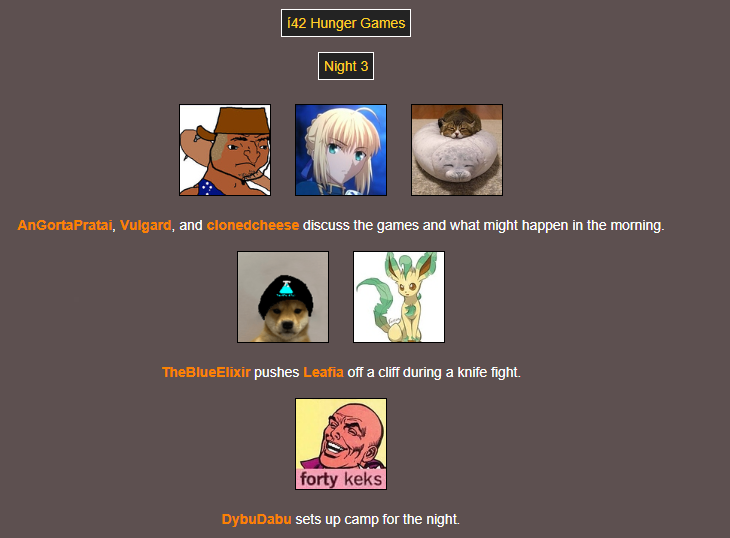 í42 Hunger Games
Night 3
AnGortaPratai, Vulgard, and clonedcheese discuss the games and what might happen in the morning.
TheBlueElixir pushes Leafia off a cliff during a knife fight.
forty keks
DybuDabu sets up camp for the night.